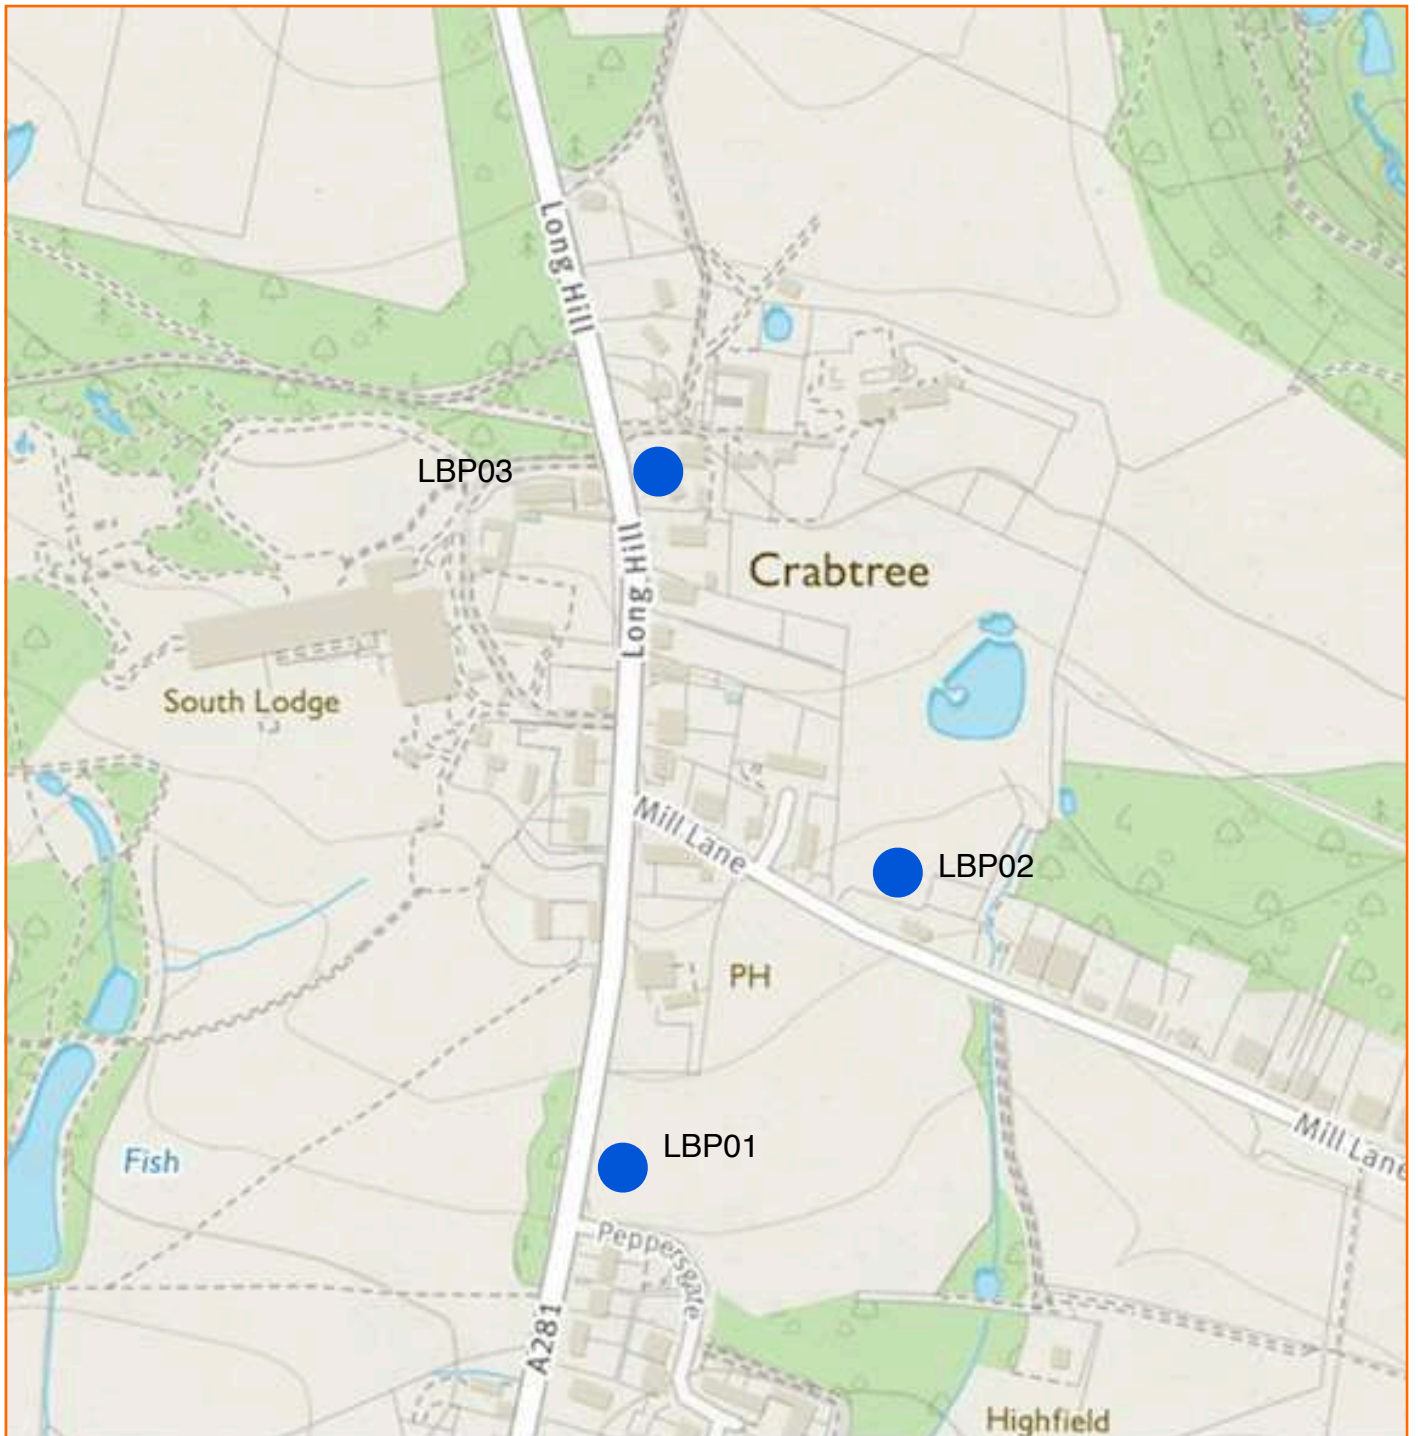 Long Hill
LBP03
Long Hill
Crabtree
South Lodge
Mill Lane
LBP02
PH
Mill Lane
LBP01
Fish
Peppersgate
A281
Highfield